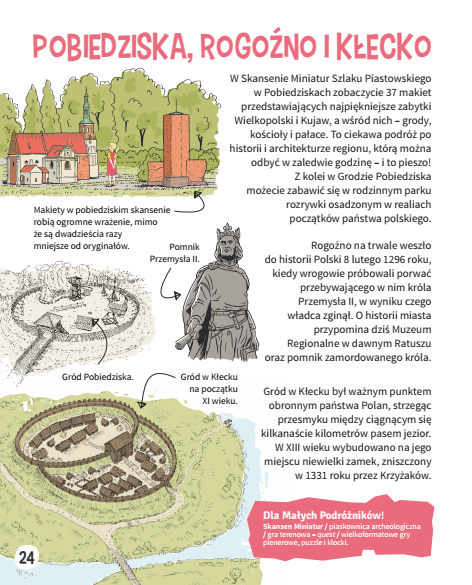 POBIEDZISKA, ROGOŹNO I KŁECKO
W Skansenie Miniatur Szlaku Piastowskiego
w Pobiedziskach zobaczycie 37 makiet
przedstawiających najpiękniejsze zabytki
Wielkopolski i Kujaw, a wśród nich – grody,
kościoły i pałace. To ciekawa podróż po
historii i architekturze regionu, którą można
odbyć w zaledwie godzinę – i to pieszo!
Z kolei w Grodzie Pobiedziska
możecie zabawić się w rodzinnym parku
rozrywki osadzonym w realiach
początków państwa polskiego.
Makiety w pobiedziskim skansenie
robią ogromne wrażenie, mimo
że są dwadzieścia razy
mniejsze od oryginałów.
Pomnik
Przemysła II.
Rogoźno na trwale weszło
do historii Polski 8 lutego 1296 roku,
kiedy wrogowie próbowali porwać
przebywającego w nim króla
Przemysła II, w wyniku czego
władca zginął. O historii miasta
przypomina dziś Muzeum
Regionalne w dawnym Ratuszu
oraz pomnik zamordowanego króla.
Gród Pobiedziska.
Gród w Kłecku
na początku
XI wieku.
Gród w Kłecku był ważnym punktem
obronnym państwa Polan, strzegąc
przesmyku między ciągnącym się
kilkanaście kilometrów pasem jezior.
W XIII wieku wybudowano na jego
miejscu niewielki zamek, zniszczony
w 1331 roku przez Krzyżaków.
Dla Małych Podróżników!
Skansen Miniatur / piaskownica archeologiczna
/ gra terenowa – quest / wielkoformatowe gry
plenerowe, puzzle i klocki.
24